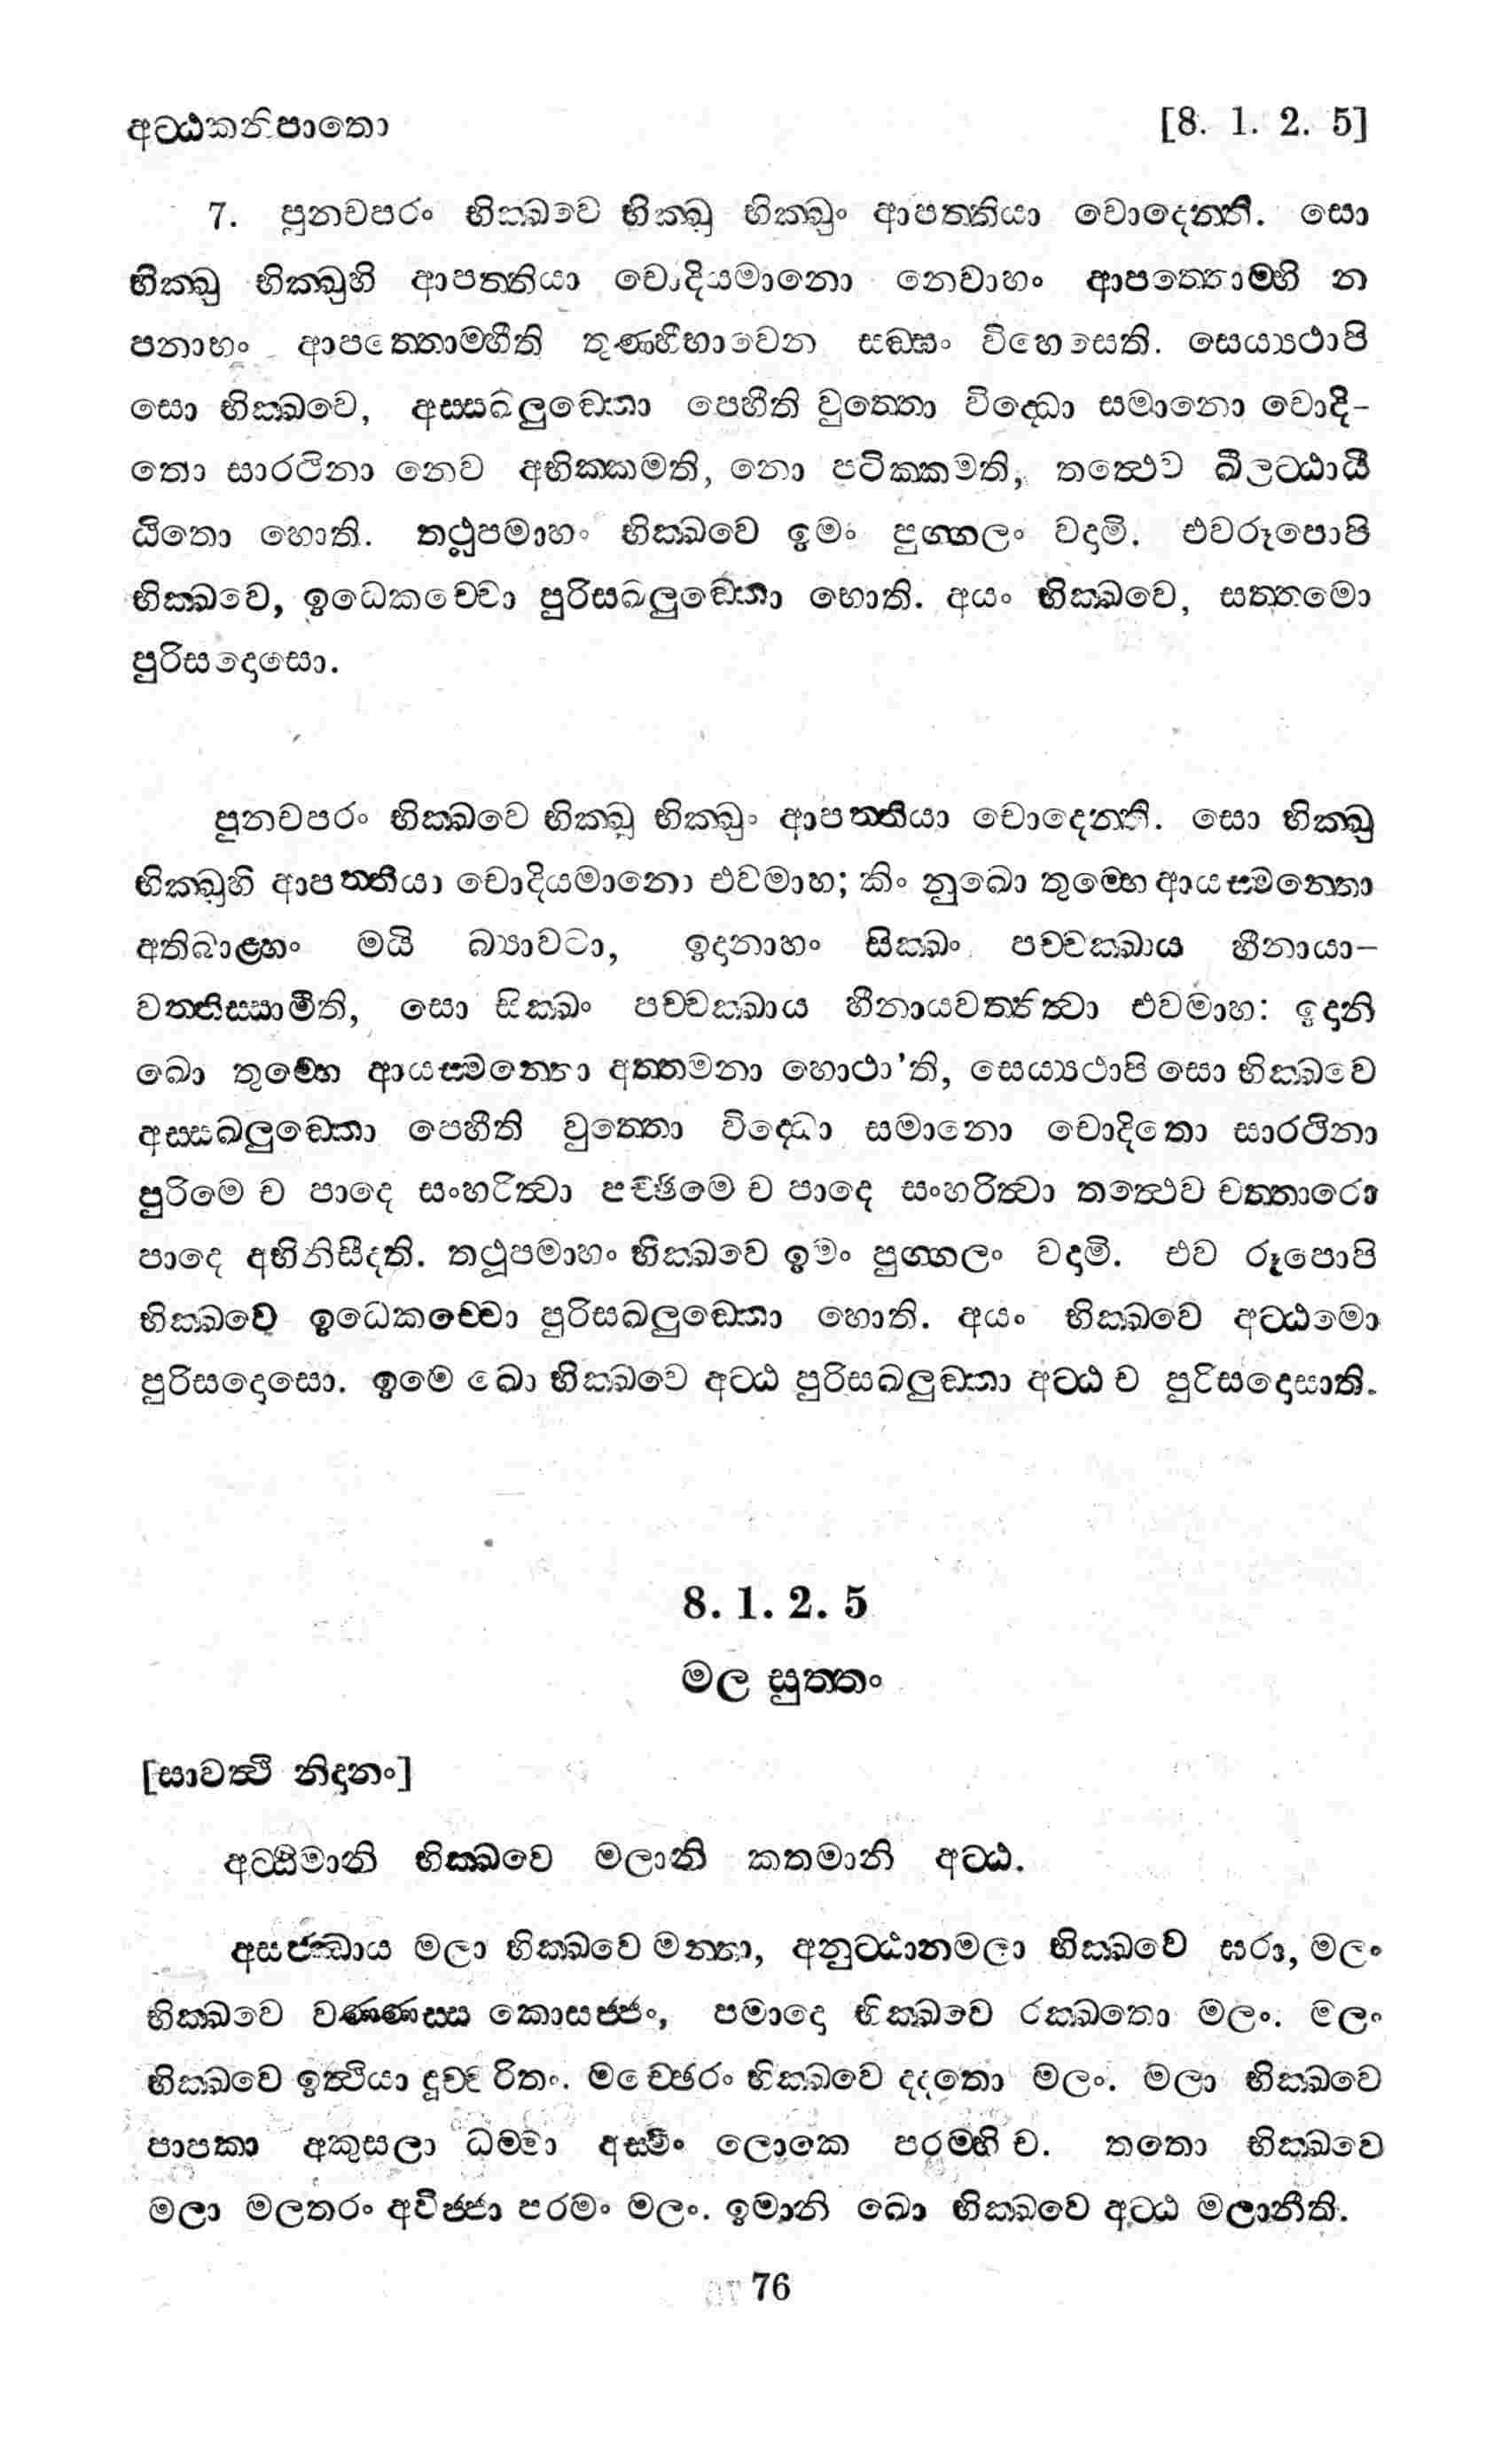 අට්ඨකනිපාතො [8. 1. 2. 5]
7. පුනචපරං භික්ඛවෙ භික්ඛූ භික්ඛුං ආපත්තියා චොදෙන්ති. සො
භික්ඛු භික්ඛුහි ආපත්තියා චොදියමානො නෙවාහං ආපත්තොම්හි න
පනාහං ආපත්තොම්හීති තුණ්හීභාවෙන සඞ්ඝං විහෙසෙති. සෙය්‍යථාපි
සො භික්ඛවෙ, අස්සඛලුඞ්කො පෙහීති වුත්තො විද්ධො සමානො චොදි-
තො සාරථිනා නෙව අභික්කමති, නො පටික්කමති, තත්ථෙව ඛීලට්ඨායී
ඨිතො හොති. තථූපමාහං භික්ඛවෙ ඉමං පුග්ගලං වදාමි. එවරූපොපි
භික්ඛවෙ, ඉධෙකච්චො පුරිසඛලුඞ්කො හොති. අයං භික්ඛවෙ, සත්තමො
පුරිසදොසො.
පුනචපරං භික්ඛවෙ භික්ඛූ භික්ඛුං ආපත්තියා චොදෙන්ති. සො භික්ඛු
භික්ඛූහි ආපත්තියා චොදියමානො එවමාහ; කිං නුඛො තුම්හෙ ආයස්මන්තො
අතිබාළ්හං මයි බ්‍යාවටා, ඉදානාහං සික්ඛං පච්චක්ඛාය හීනායා-
වත්තිස්සාමීති, සො සික්ඛං පච්චක්ඛාය හීනායවත්තිත්‍වා එවමාහ: ඉදානි
ඛො තුම්හෙ ආයස්මන්තො අත්තමනා හොථා'ති, සෙය්‍යථාපි සො භික්ඛවෙ
අස්සඛලුඞ්කො පෙහීති වුත්තො විද්ධො සමානො චොදිතො සාරථිනා
පුරිමෙ ච පාදෙ සංහරිත්‍වා පච්ඡිමෙ ච පාදෙ සංහරිත්‍වා තත්ථෙව චත්තාරො
පාදෙ අභිනිසීදති. තථූපමාහං භික්ඛවෙ ඉමං පුග්ගලං වදාමි. එව රූපොපි
භික්ඛවෙ ඉධෙකච්චො පුරිසඛලුඞ්කො හොති. අයං භික්ඛවෙ අට්ඨමො
පුරිසදොසො. ඉමෙ ඛො භික්ඛවෙ අට්ඨ පුරිසඛලුඞ්කා අට්ඨ ච පුරිසදොසාති.
8. 1. 2. 5
මල සුත්තං
[සාවත්ථි නිදානං]
අට්ඨිමානි භික්ඛවෙ මලානි කතමානි අට්ඨ.
අසජ්ඣාය මලා භික්ඛවෙ මන්තා, අනුට්ඨානමලා භික්ඛවෙ ඝරා, මලං
භික්ඛවෙ වණ්ණස්ස කොසජ්ජං, පමාදො භික්ඛවෙ රක්ඛතො මලං. මලං
භික්ඛවෙ ඉත්ථියා දුච්චරිතං. මච්ඡෙරං භික්ඛවෙ දදතො මලං. මලා භික්ඛවෙ
පාපකා අකුසලා ධම්මා අස්මිං ලොකෙ පරම්හි ච. තතො භික්ඛවෙ
මලා මලතරං අවිජ්ජා පරමං මලං. ඉමානි ඛො භික්ඛවෙ අට්ඨ මලානීති.
76